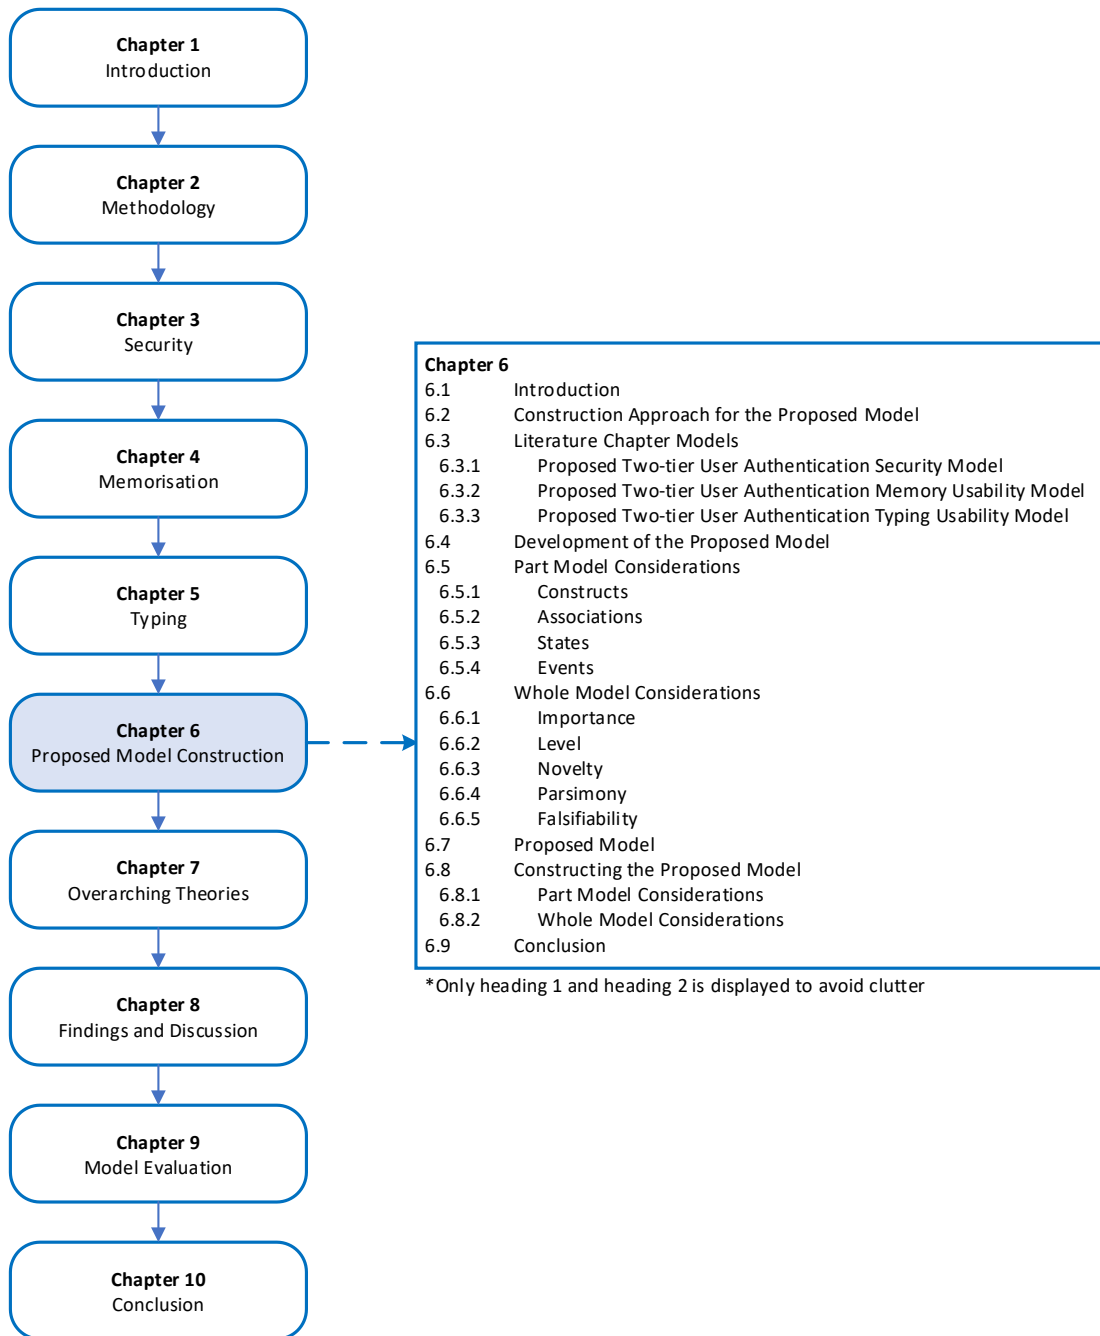 Chapter 1
Introduction
Chapter 2
Methodology
Chapter 3
Security
Chapter 4
Memorisation
Chapter 5
Typing
Chapter 6
Proposed Model Construction
Chapter 7
Overarching Theories
Chapter 8
Findings and Discussion
Chapter 9
Model Evaluation
Chapter 10
Conclusion
Chapter 6
6.1 Introduction
6.2 Construction Approach for the Proposed Model
6.3 Literature Chapter Models
6.3.1 Proposed Two-tier User Authentication Security Model
6.3.2 Proposed Two-tier User Authentication Memory Usability Model
6.3.3 Proposed Two-tier User Authentication Typing Usability Model
6.4 Development of the Proposed Model
6.5 Part Model Considerations
6.5.1 Constructs
6.5.2 Associations
6.5.3 States
6.5.4 Events
6.6 Whole Model Considerations
6.6.1 Importance
6.6.2 Level
6.6.3 Novelty
6.6.4 Parsimony
6.6.5 Falsifiability
6.7 Proposed Model
6.8 Constructing the Proposed Model
6.8.1 Part Model Considerations
6.8.2 Whole Model Considerations
6.9 Conclusion
*Only heading 1 and heading 2 is displayed to avoid clutter